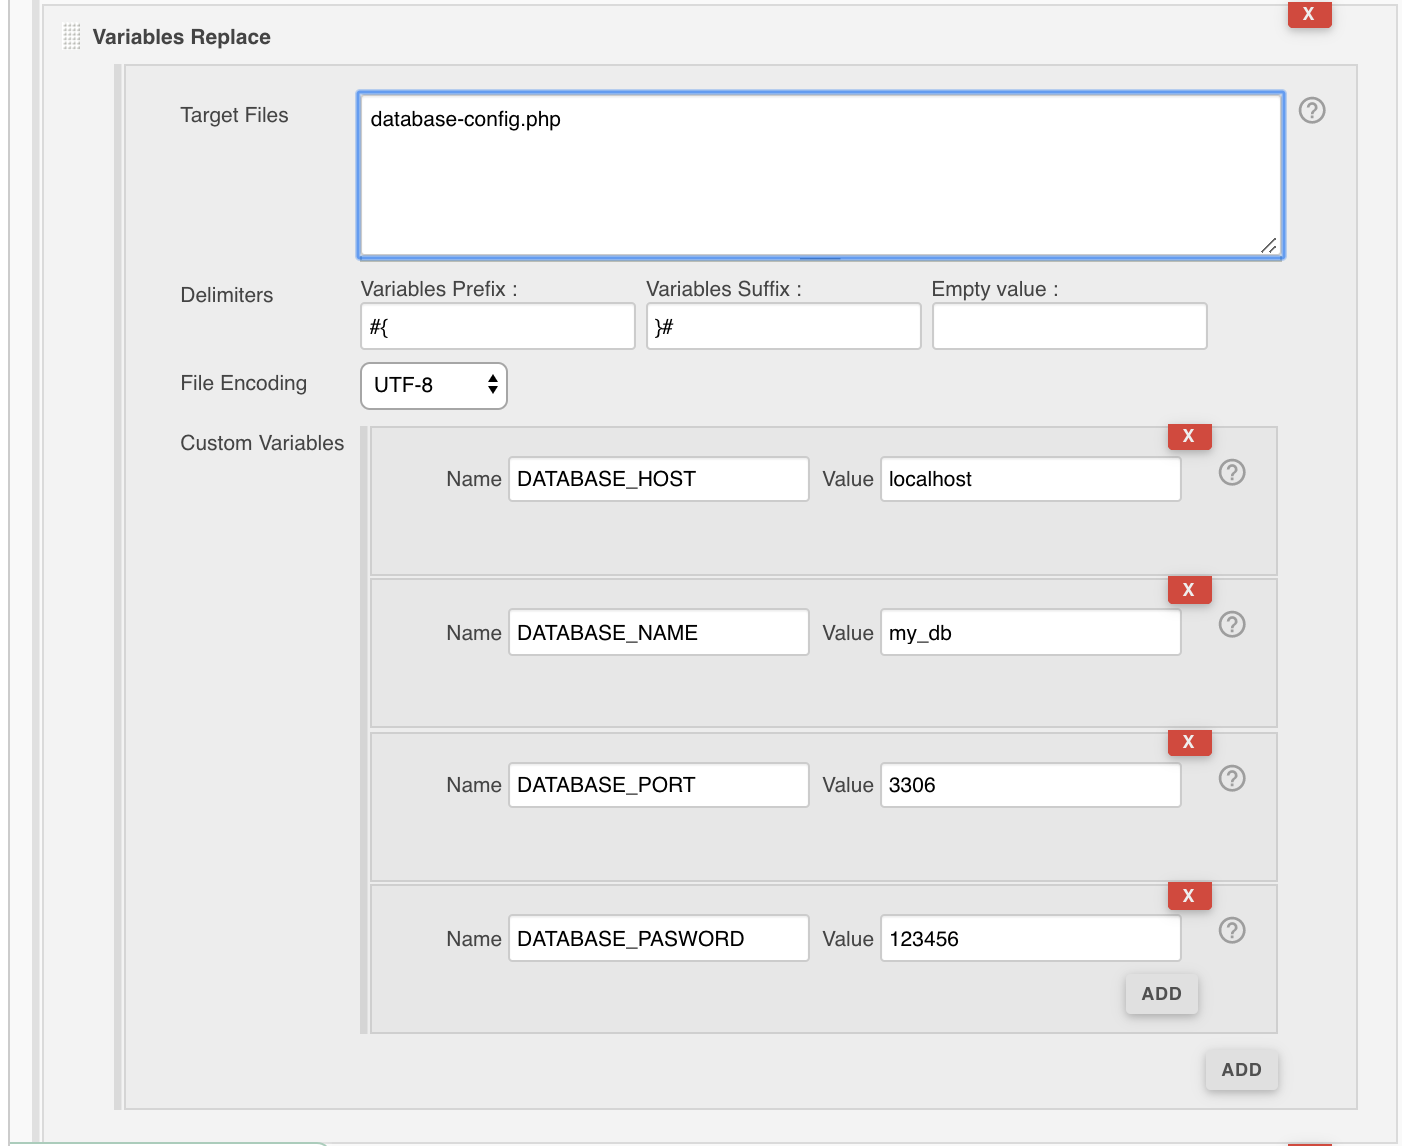 X
Variables Replace
Target Files
database-config.php
Delimiters
Variables Prefix :
Variables Suffix :
Empty value :
#{
}#
File Encoding
UTF-8
Custom Variables
X
Name DATABASE_HOST Value localhost
X
Name DATABASE_NAME Value my_db
X
Name DATABASE_PORT Value 3306
X
Name DATABASE_PASWORD Value 123456
ADD
ADD